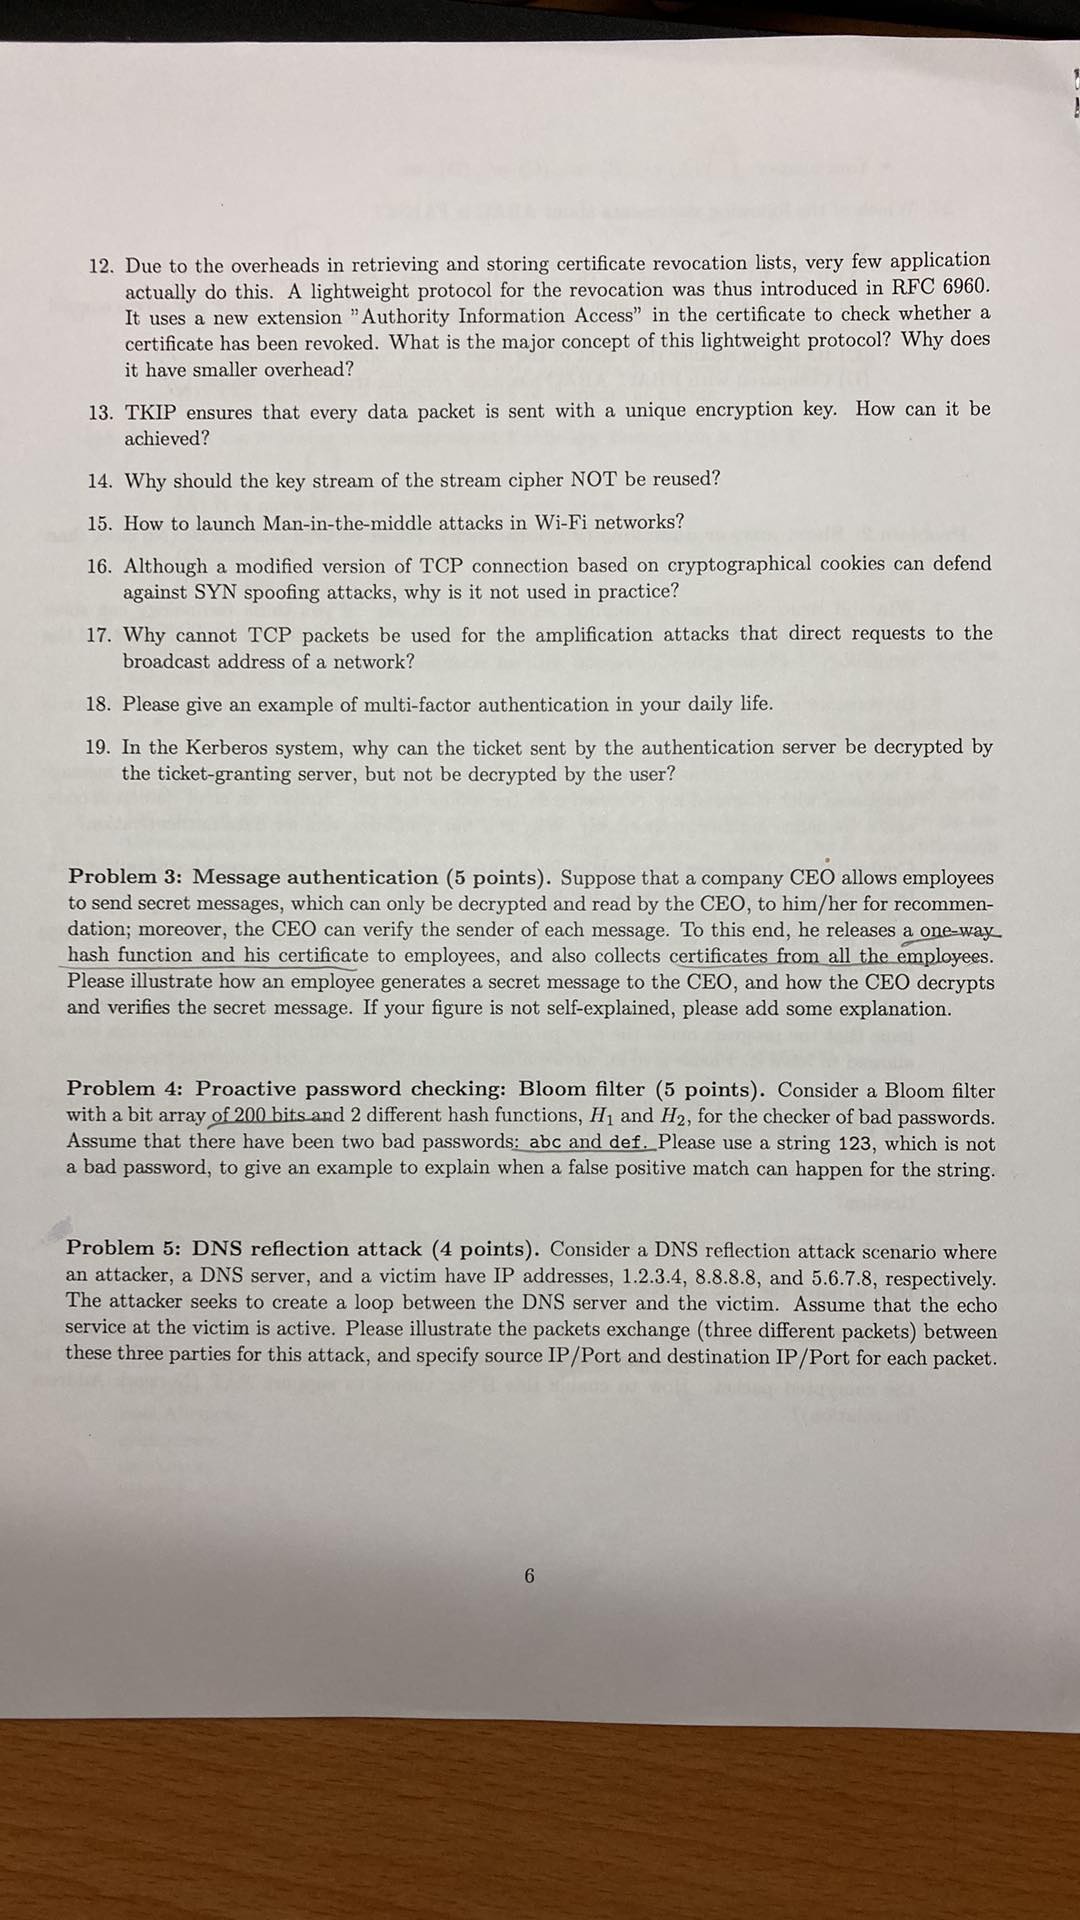 12. Due to the overheads in retrieving and storing certificate revocation lists, very few application
actually do this. A lightweight protocol for the revocation was thus introduced in RFC 6960.
It uses a new extension "Authority Information Access" in the certificate to check whether a
certificate has been revoked. What is the major concept of this lightweight protocol? Why does
it have smaller overhead?
13. TKIP ensures that every data packet is sent with a unique encryption key. How can it be
achieved?
14. Why should the key stream of the stream cipher NOT be reused?
15. How to launch Man-in-the-middle attacks in Wi-Fi networks?
16. Although a modified version of TCP connection based on cryptographical cookies can defend
against SYN spoofing attacks, why is it not used in practice?
17. Why cannot TCP packets be used for the amplification attacks that direct requests to the
broadcast address of a network?
18. Please give an example of multi-factor authentication in your daily life.
19. In the Kerberos system, why can the ticket sent by the authentication server be decrypted by
the ticket-granting server, but not be decrypted by the user?
Problem 3: Message authentication (5 points). Suppose that a company CEO allows employees
to send secret messages, which can only be decrypted and read by the CEO, to him/her for recommen-
dation; moreover, the CEO can verify the sender of each message. To this end, he releases a one-way
hash function and his certificate to employees, and also collects certificates from all the employees.
Please illustrate how an employee generates a secret message to the CEO, and how the CEO decrypts
and verifies the secret message. If your figure is not self-explained, please add some explanation.
Problem 4: Proactive password checking: Bloom filter (5 points). Consider a Bloom filter
with a bit array of 200 bits and 2 different hash functions, H1 and H2, for the checker of bad passwords.
Assume that there have been two bad passwords: abc and def. Please use a string 123, which is not
a bad password, to give an example to explain when a false positive match can happen for the string.
Problem 5: DNS reflection attack (4 points). Consider a DNS reflection attack scenario where
an attacker, a DNS server, and a victim have IP addresses, 1.2.3.4, 8.8.8.8, and 5.6.7.8, respectively.
The attacker seeks to create a loop between the DNS server and the victim. Assume that the echo
service at the victim is active. Please illustrate the packets exchange (three different packets) between
these three parties for this attack, and specify source IP/Port and destination IP/Port for each packet.
6